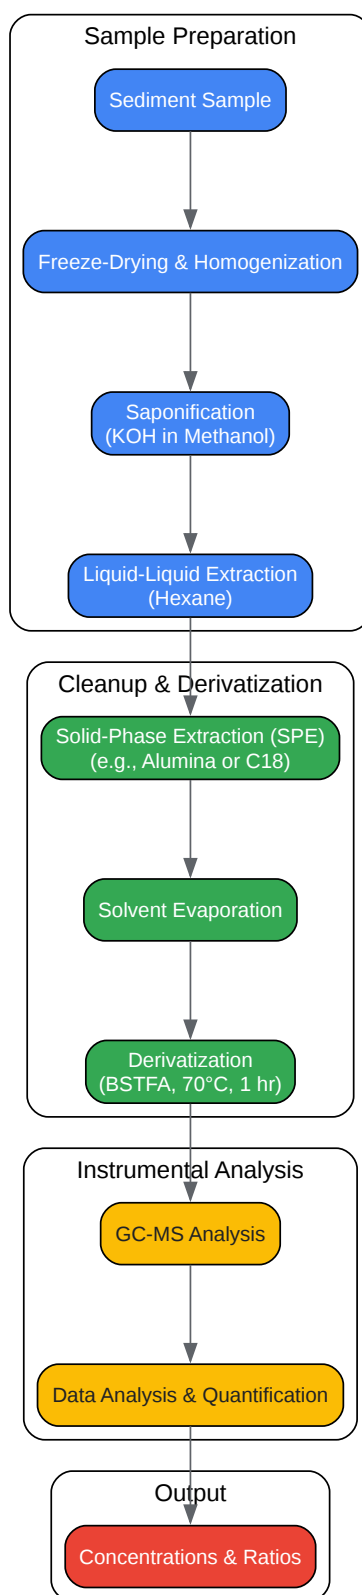 Sample Preparation
Sediment Sample
Freeze-Drying & Homogenization
Saponification
(KOH in Methanol)
Liquid-Liquid Extraction
(Hexane)
Cleanup & Derivatization
Solid-Phase Extraction (SPE)
(e.g., Alumina or C18)
Solvent Evaporation
Derivatization
(BSTFA, 70°C, 1 hr)
Instrumental Analysis
GC-MS Analysis
Data Analysis & Quantification
Output
Concentrations & Ratios